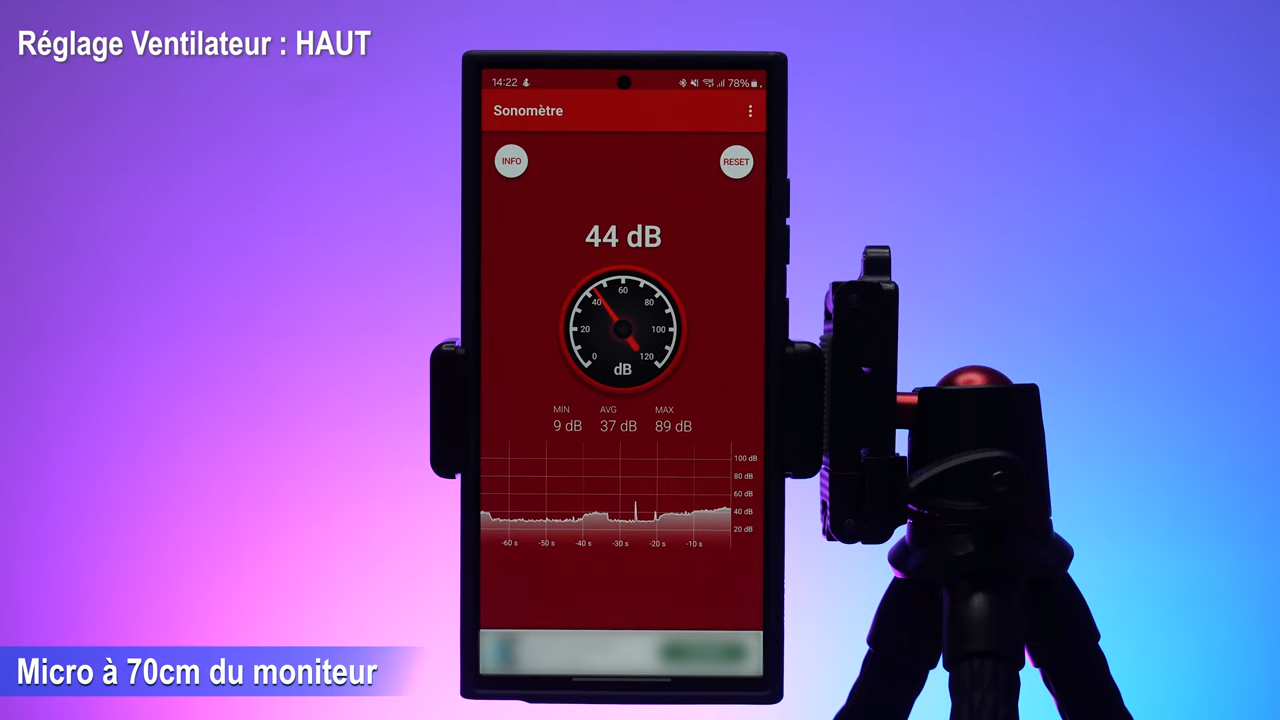 Réglage Ventilateur : HAUT
14:22 78%
Sonomètre
INFO RESET
44 dB
0 20 40 60 80 100 120
dB
MIN AVG MAX
9 dB 37 dB 89 dB
100 dB
80 dB
60 dB
40 dB
20 dB
-60 s -50 s -40 s -30 s -20 s -10 s
Micro à 70cm du moniteur